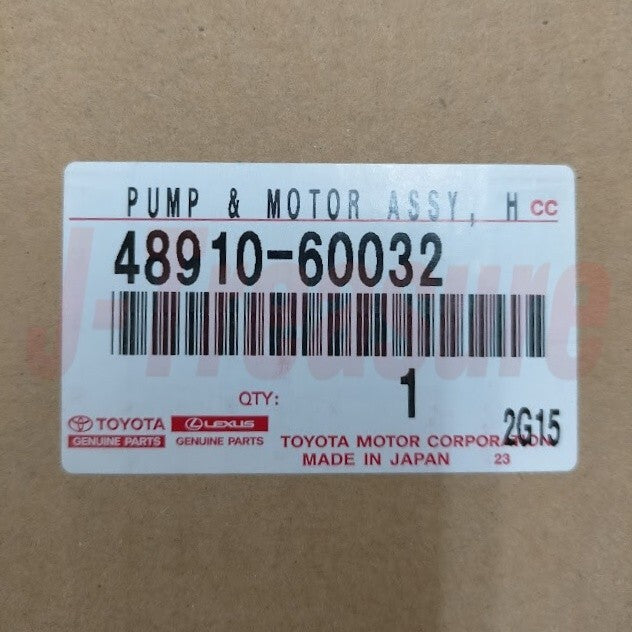 PUMP & MOTOR ASSY, H CC
48910-60032
J-Treasure
QTY: 1
2G15
TOYOTA LEXUS
GENUINE PARTS GENUINE PARTS
TOYOTA MOTOR CORPORATION
MADE IN JAPAN 23